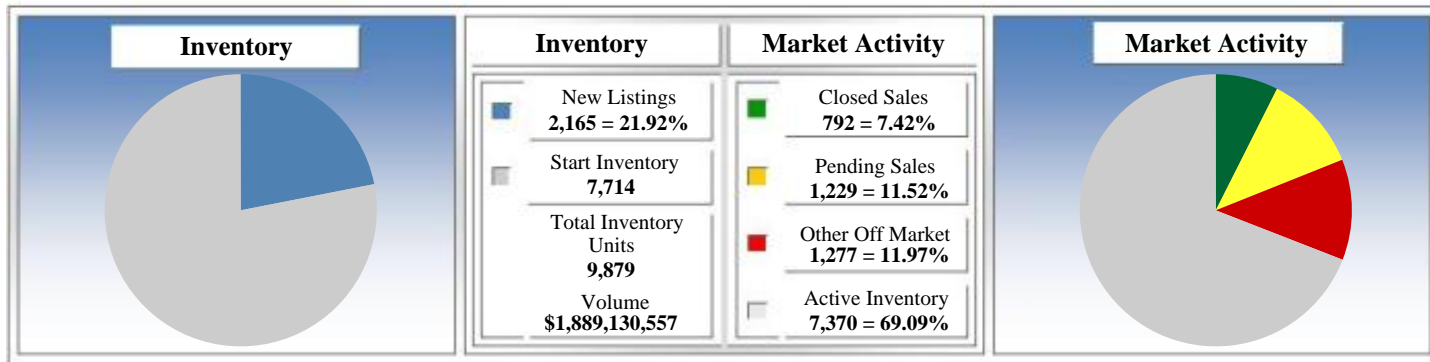 Inventory
Inventory
New Listings
2,165 = 21.92%
Start Inventory
7,714
Total Inventory
Units
9,879
Volume
$1,889,130,557
Market Activity
Closed Sales
792 = 7.42%
Pending Sales
1,229 = 11.52%
Other Off Market
1,277 = 11.97%
Active Inventory
7,370 = 69.09%
Market Activity